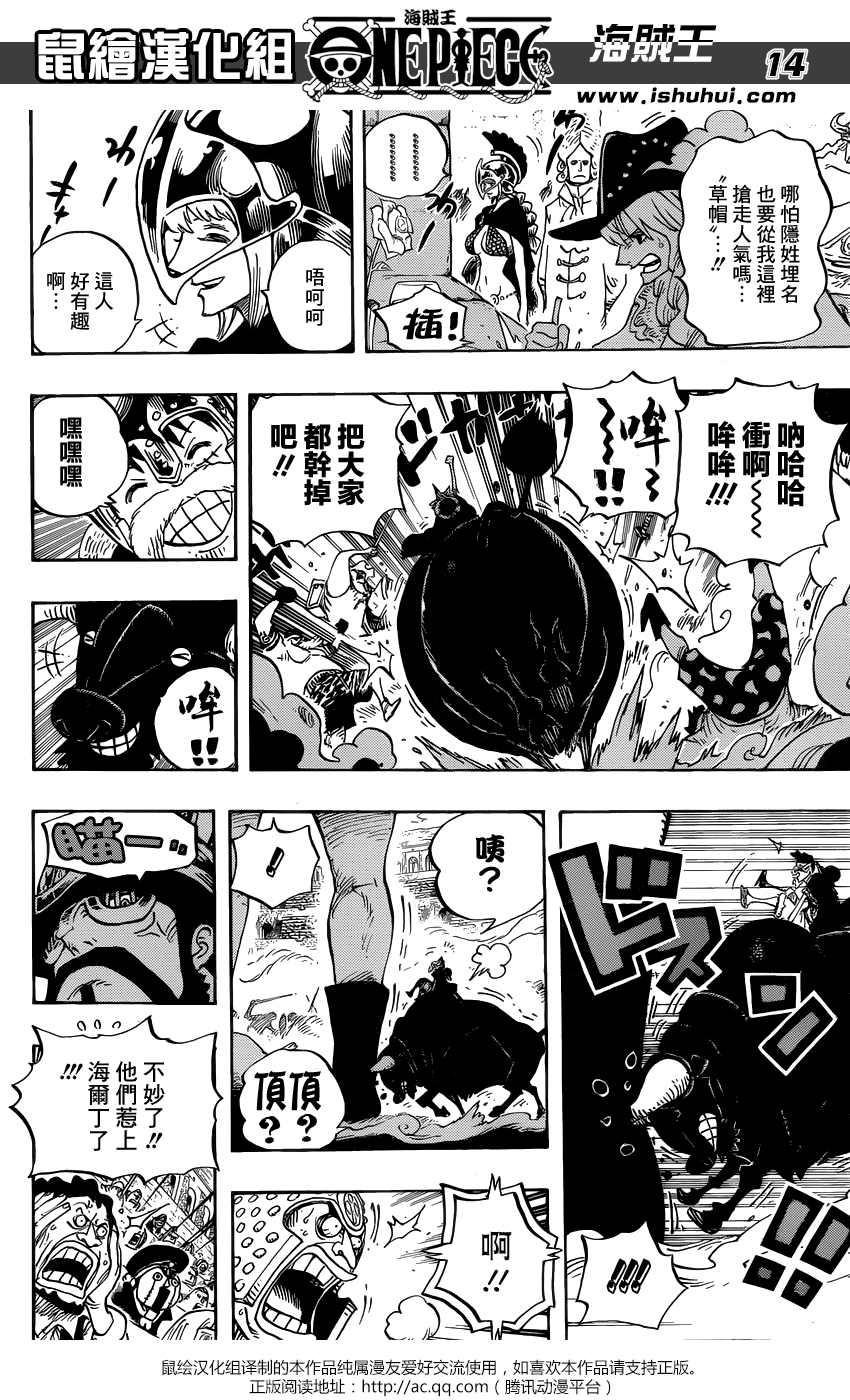 鼠繪漢化組
海賊王
ONE PIECE
海賊王
14
www.ishuhui.com
哪怕隱姓埋名
也要從我這裡
搶走人氣嗎…
“草帽”…!!
…………
…………
插!
唔呵呵
這人
好有趣
啊…
吶哈哈
衝啊~~
哞哞!!!
~哞~!!
把大家
都幹掉
吧!!
嘿嘿嘿
哞!!
ドスン
!!
!!!
咦?
!
頂頂?
?
啊!!
瞄一…
不妙了!!
他們惹上
海爾丁了
!!!
鼠绘汉化组译制的本作品纯属漫友爱好交流使用，如喜欢本作品请支持正版。
正版阅读地址：http://ac.qq.com（腾讯动漫平台）